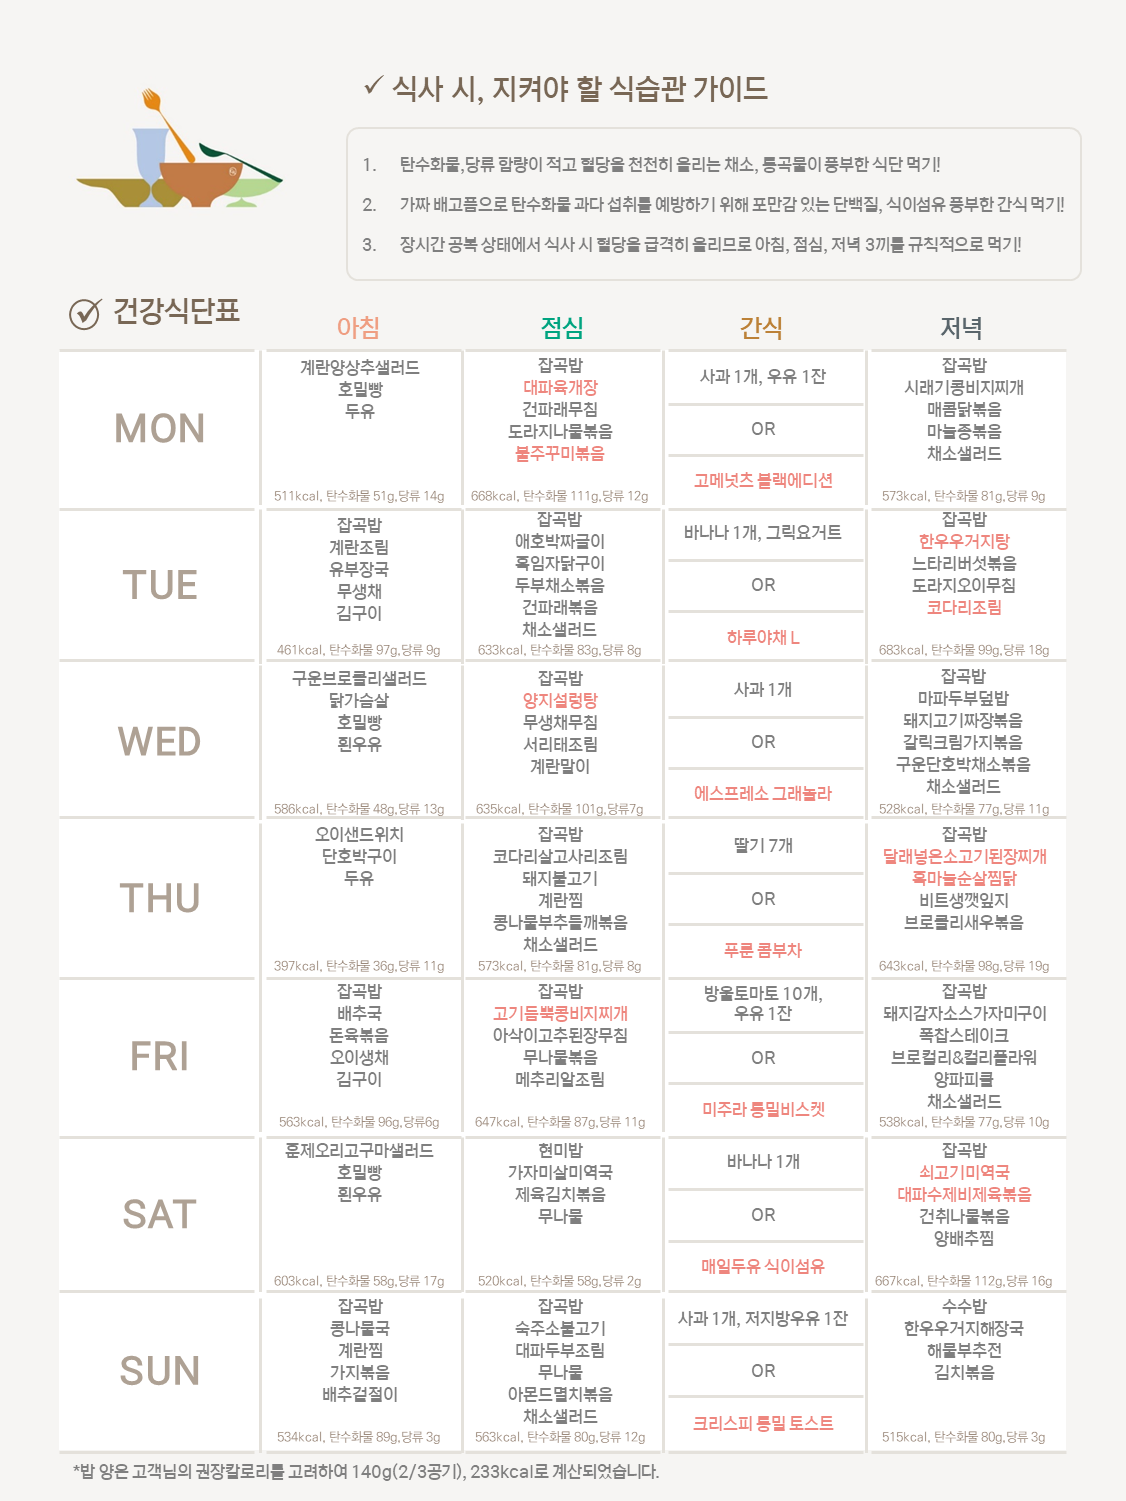 식사 시, 지켜야 할 식습관 가이드
1. 탄수화물,당류 함량이 적고 혈당을 천천히 올리는 채소, 통곡물이 풍부한 식단 먹기!
2. 가짜 배고픔으로 탄수화물 과다 섭취를 예방하기 위해 포만감 있는 단백질, 식이섬유 풍부한 간식 먹기!
3. 장시간 공복 상태에서 식사 시 혈당을 급격히 올리므로 아침, 점심, 저녁 3끼를 규칙적으로 먹기!
건강식단표
아침
점심
간식
저녁
MON
계란양상추샐러드
호밀빵
두유
511kcal, 탄수화물 51g,당류 14g
잡곡밥
대파육개장
건파래무침
도라지나물볶음
불주꾸미볶음
668kcal, 탄수화물 111g,당류 12g
사과 1개, 우유 1잔
OR
고메넛츠 블랙에디션
잡곡밥
시래기콩비지찌개
매콤닭볶음
마늘종볶음
채소샐러드
573kcal, 탄수화물 81g,당류 9g
TUE
잡곡밥
계란조림
유부장국
무생채
김구이
461kcal, 탄수화물 97g,당류 9g
잡곡밥
애호박짜글이
흑임자닭구이
두부채소볶음
건파래볶음
채소샐러드
633kcal, 탄수화물 83g,당류 8g
바나나 1개, 그릭요거트
OR
하루야채 L
잡곡밥
한우우거지탕
느타리버섯볶음
도라지오이무침
코다리조림
683kcal, 탄수화물 99g,당류 18g
WED
구운브로콜리샐러드
닭가슴살
호밀빵
흰우유
586kcal, 탄수화물 48g,당류 13g
잡곡밥
양지설렁탕
무생채무침
서리태조림
계란말이
635kcal, 탄수화물 101g,당류7g
사과 1개
OR
에스프레소 그래놀라
잡곡밥
마파두부덮밥
돼지고기짜장볶음
갈릭크림가지볶음
구운단호박채소볶음
채소샐러드
528kcal, 탄수화물 77g,당류 11g
THU
오이샌드위치
단호박구이
두유
397kcal, 탄수화물 36g,당류 11g
잡곡밥
코다리살고사리조림
돼지불고기
계란찜
콩나물부추들깨볶음
채소샐러드
573kcal, 탄수화물 81g,당류 8g
딸기 7개
OR
푸룬 콤부차
잡곡밥
달래넣은소고기된장찌개
흑마늘순살찜닭
비트생깻잎지
브로콜리새우볶음
643kcal, 탄수화물 98g,당류 19g
FRI
잡곡밥
배추국
돈육볶음
오이생채
김구이
563kcal, 탄수화물 96g,당류6g
잡곡밥
고기듬뿍콩비지찌개
아삭이고추된장무침
무나물볶음
메추리알조림
647kcal, 탄수화물 87g,당류 11g
방울토마토 10개,
우유 1잔
OR
미주라 통밀비스켓
잡곡밥
돼지감자소스가자미구이
폭찹스테이크
브로컬리&컬리플라워
양파피클
채소샐러드
538kcal, 탄수화물 77g,당류 10g
SAT
훈제오리고구마샐러드
호밀빵
흰우유
603kcal, 탄수화물 58g,당류 17g
현미밥
가자미살미역국
제육김치볶음
무나물
520kcal, 탄수화물 58g,당류 2g
바나나 1개
OR
매일두유 식이섬유
잡곡밥
쇠고기미역국
대파수제비제육볶음
건취나물볶음
양배추찜
667kcal, 탄수화물 112g,당류 16g
SUN
잡곡밥
콩나물국
계란찜
가지볶음
배추겉절이
534kcal, 탄수화물 89g,당류 3g
잡곡밥
숙주소불고기
대파두부조림
무나물
아몬드멸치볶음
채소샐러드
563kcal, 탄수화물 80g,당류 12g
사과 1개, 저지방우유 1잔
OR
크리스피 통밀 토스트
수수밥
한우우거지해장국
해물부추전
김치볶음
515kcal, 탄수화물 80g,당류 3g
*밥 양은 고객님의 권장칼로리를 고려하여 140g(2/3공기), 233kcal로 계산되었습니다.